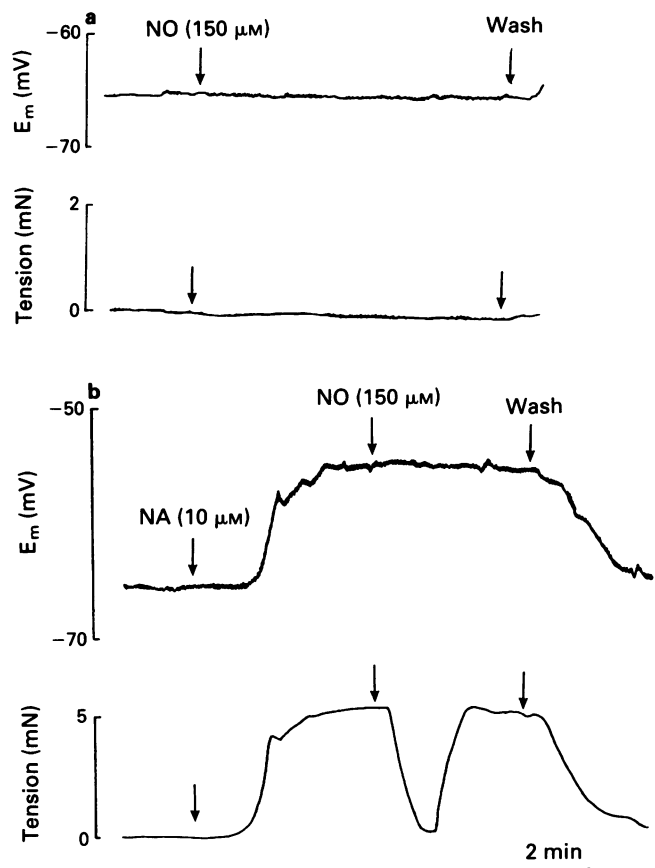 a
−60
NO (150 μM)
Wash
Em (mV)
−70
2
Tension (mN)
0
b
−50
NO (150 μM)
Wash
NA (10 μM)
Em (mV)
−70
5
Tension (mN)
0
2 min